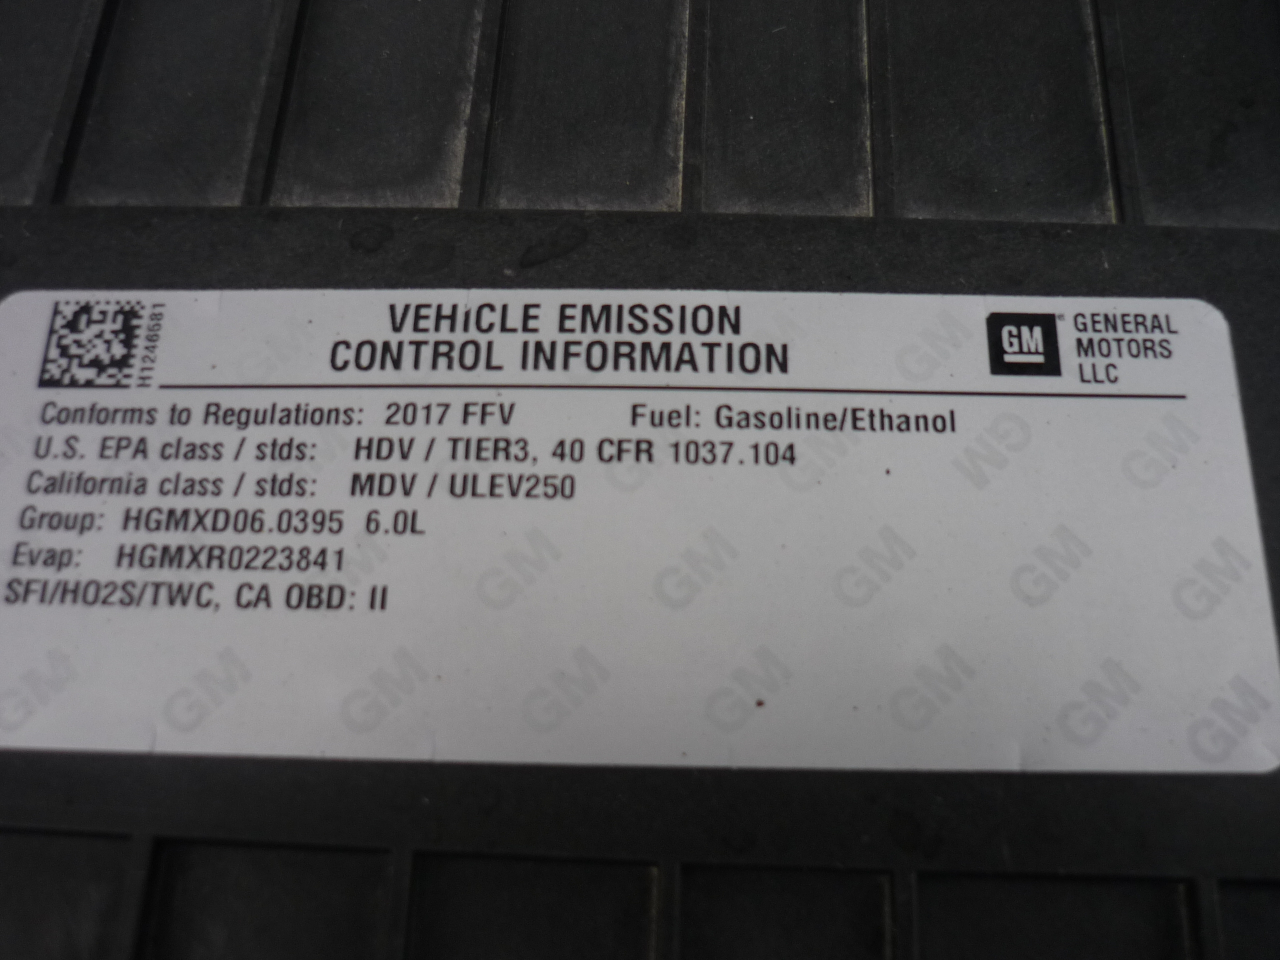 H1246581
VEHICLE EMISSION
CONTROL INFORMATION
GM®
GENERAL
MOTORS
LLC
Conforms to Regulations: 2017 FFV Fuel: Gasoline/Ethanol
U.S. EPA class / stds: HDV / TIER3, 40 CFR 1037.104
California class / stds: MDV / ULEV250
Group: HGMXD06.0395 6.0L
Evap: HGMXR0223841
SFI/HO2S/TWC, CA OBD: II